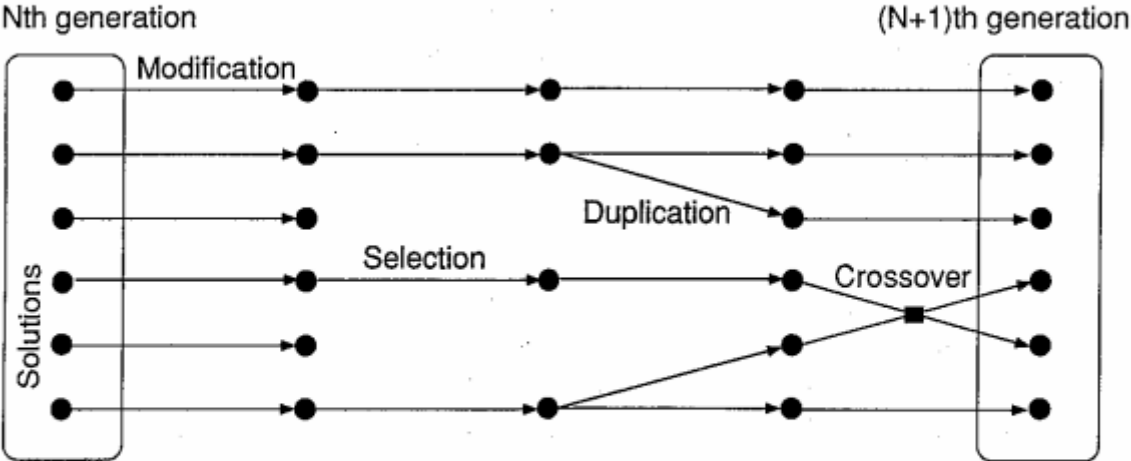 Nth generation
(N+1)th generation
Modification
Duplication
Selection
Crossover
Solutions